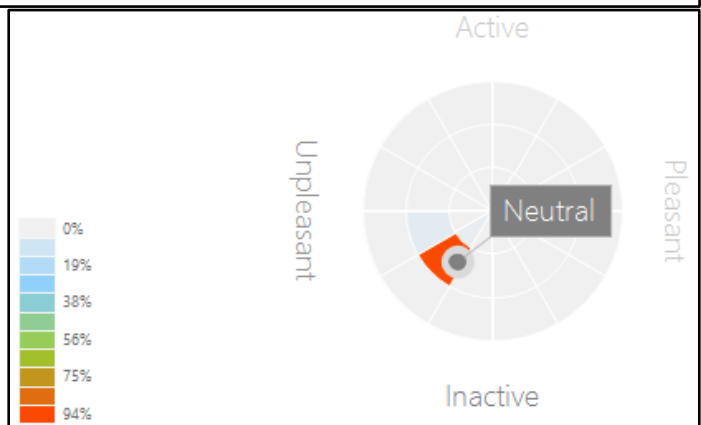 Active
Unpleasant
Pleasant
Neutral
0%
19%
38%
56%
75%
94%
Inactive